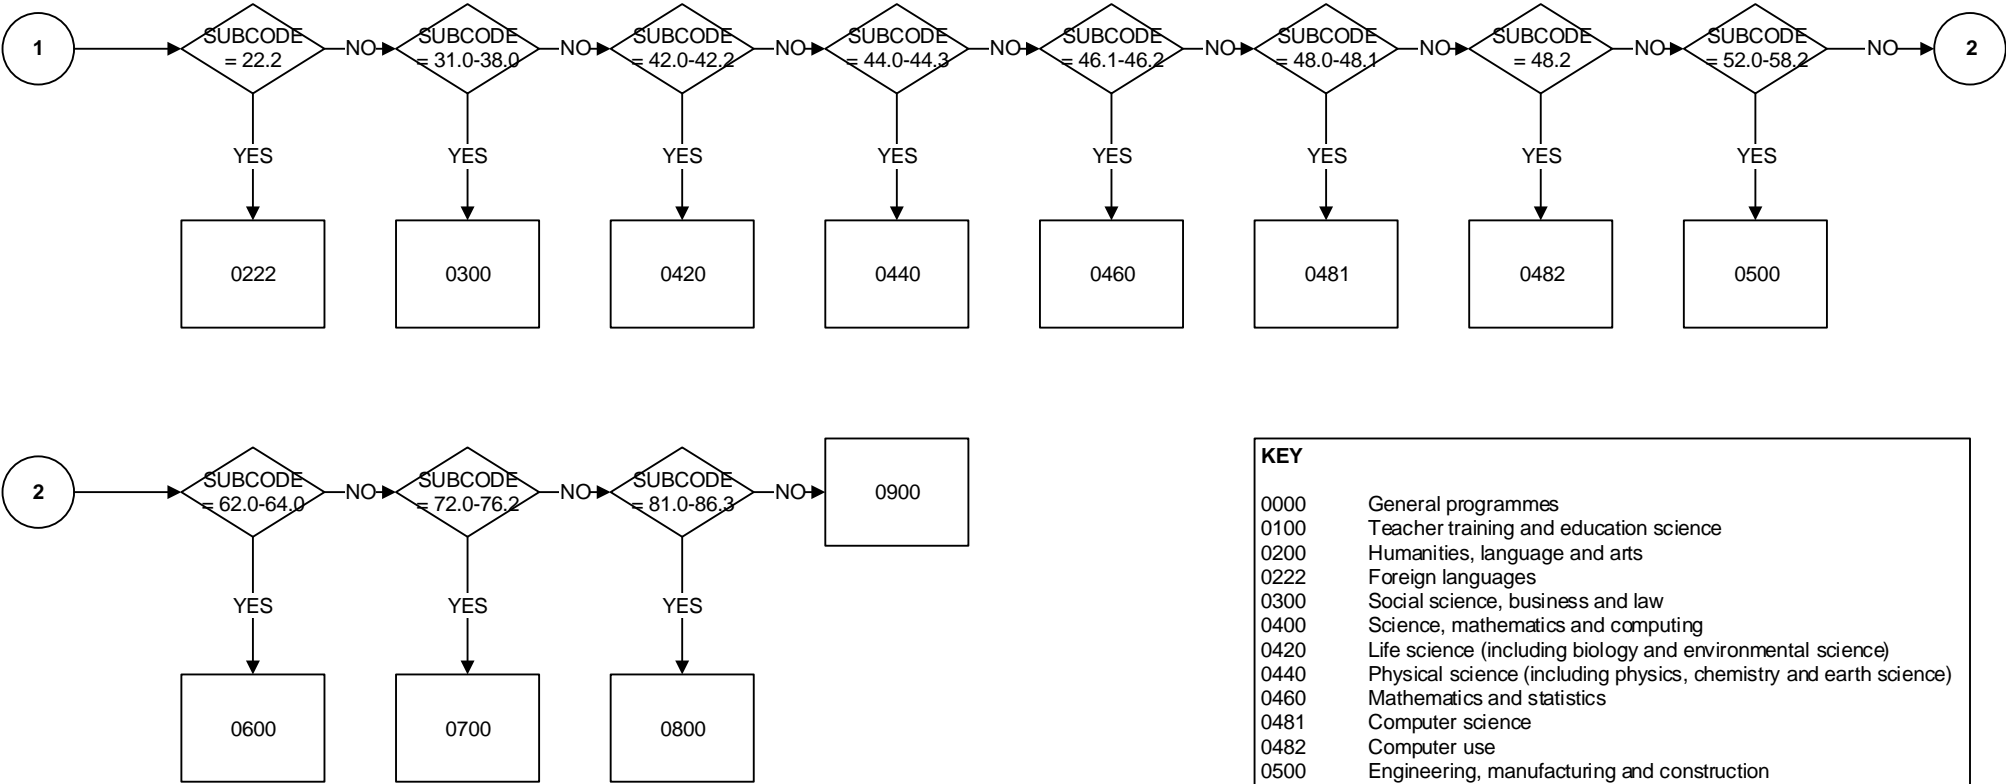 1
SUBCODE
= 22.2
NO
SUBCODE
= 31.0-38.0
NO
SUBCODE
= 42.0-42.2
NO
SUBCODE
= 44.0-44.3
NO
SUBCODE
= 46.1-46.2
NO
SUBCODE
= 48.0-48.1
NO
SUBCODE
= 48.2
NO
SUBCODE
= 52.0-58.2
NO
2
YES
YES
YES
YES
YES
YES
YES
YES
0222
0300
0420
0440
0460
0481
0482
0500
2
SUBCODE
= 62.0-64.0
NO
SUBCODE
= 72.0-76.2
NO
SUBCODE
= 81.0-86.3
NO
0900
YES
YES
YES
0600
0700
0800
KEY
0000 General programmes
0100 Teacher training and education science
0200 Humanities, language and arts
0222 Foreign languages
0300 Social science, business and law
0400 Science, mathematics and computing
0420 Life science (including biology and environmental science)
0440 Physical science (including physics, chemistry and earth science)
0460 Mathematics and statistics
0481 Computer science
0482 Computer use
0500 Engineering, manufacturing and construction